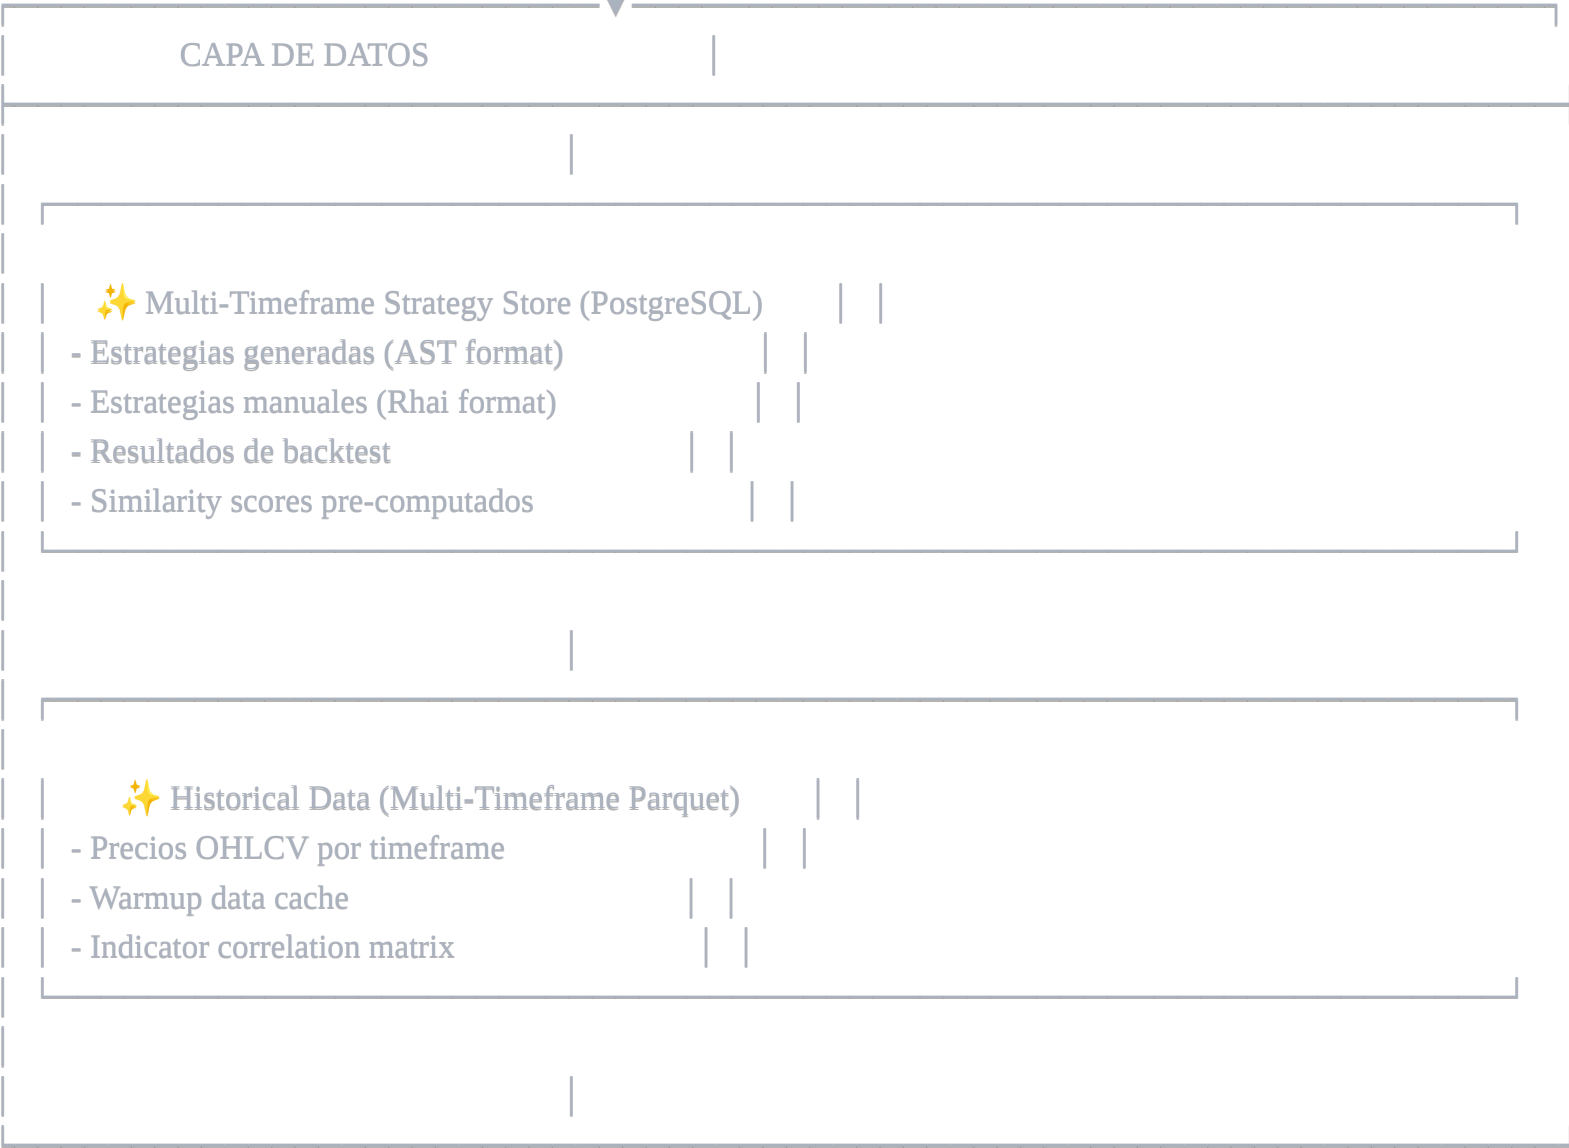 CAPA DE DATOS
✨ Multi-Timeframe Strategy Store (PostgreSQL)
- Estrategias generadas (AST format)
- Estrategias manuales (Rhai format)
- Resultados de backtest
- Similarity scores pre-computados
✨ Historical Data (Multi-Timeframe Parquet)
- Precios OHLCV por timeframe
- Warmup data cache
- Indicator correlation matrix